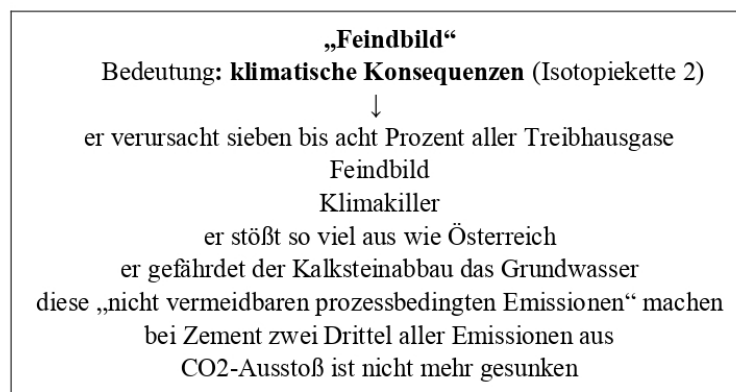 „Feindbild“
Bedeutung: klimatische Konsequenzen (Isotopiekette 2)
↓
er verursacht sieben bis acht Prozent aller Treibhausgase
Feindbild
Klimakiller
er stößt so viel aus wie Österreich
er gefährdet der Kalksteinabbau das Grundwasser
diese „nicht vermeidbaren prozessbedingten Emissionen“ machen
bei Zement zwei Drittel aller Emissionen aus
CO2-Ausstoß ist nicht mehr gesunken